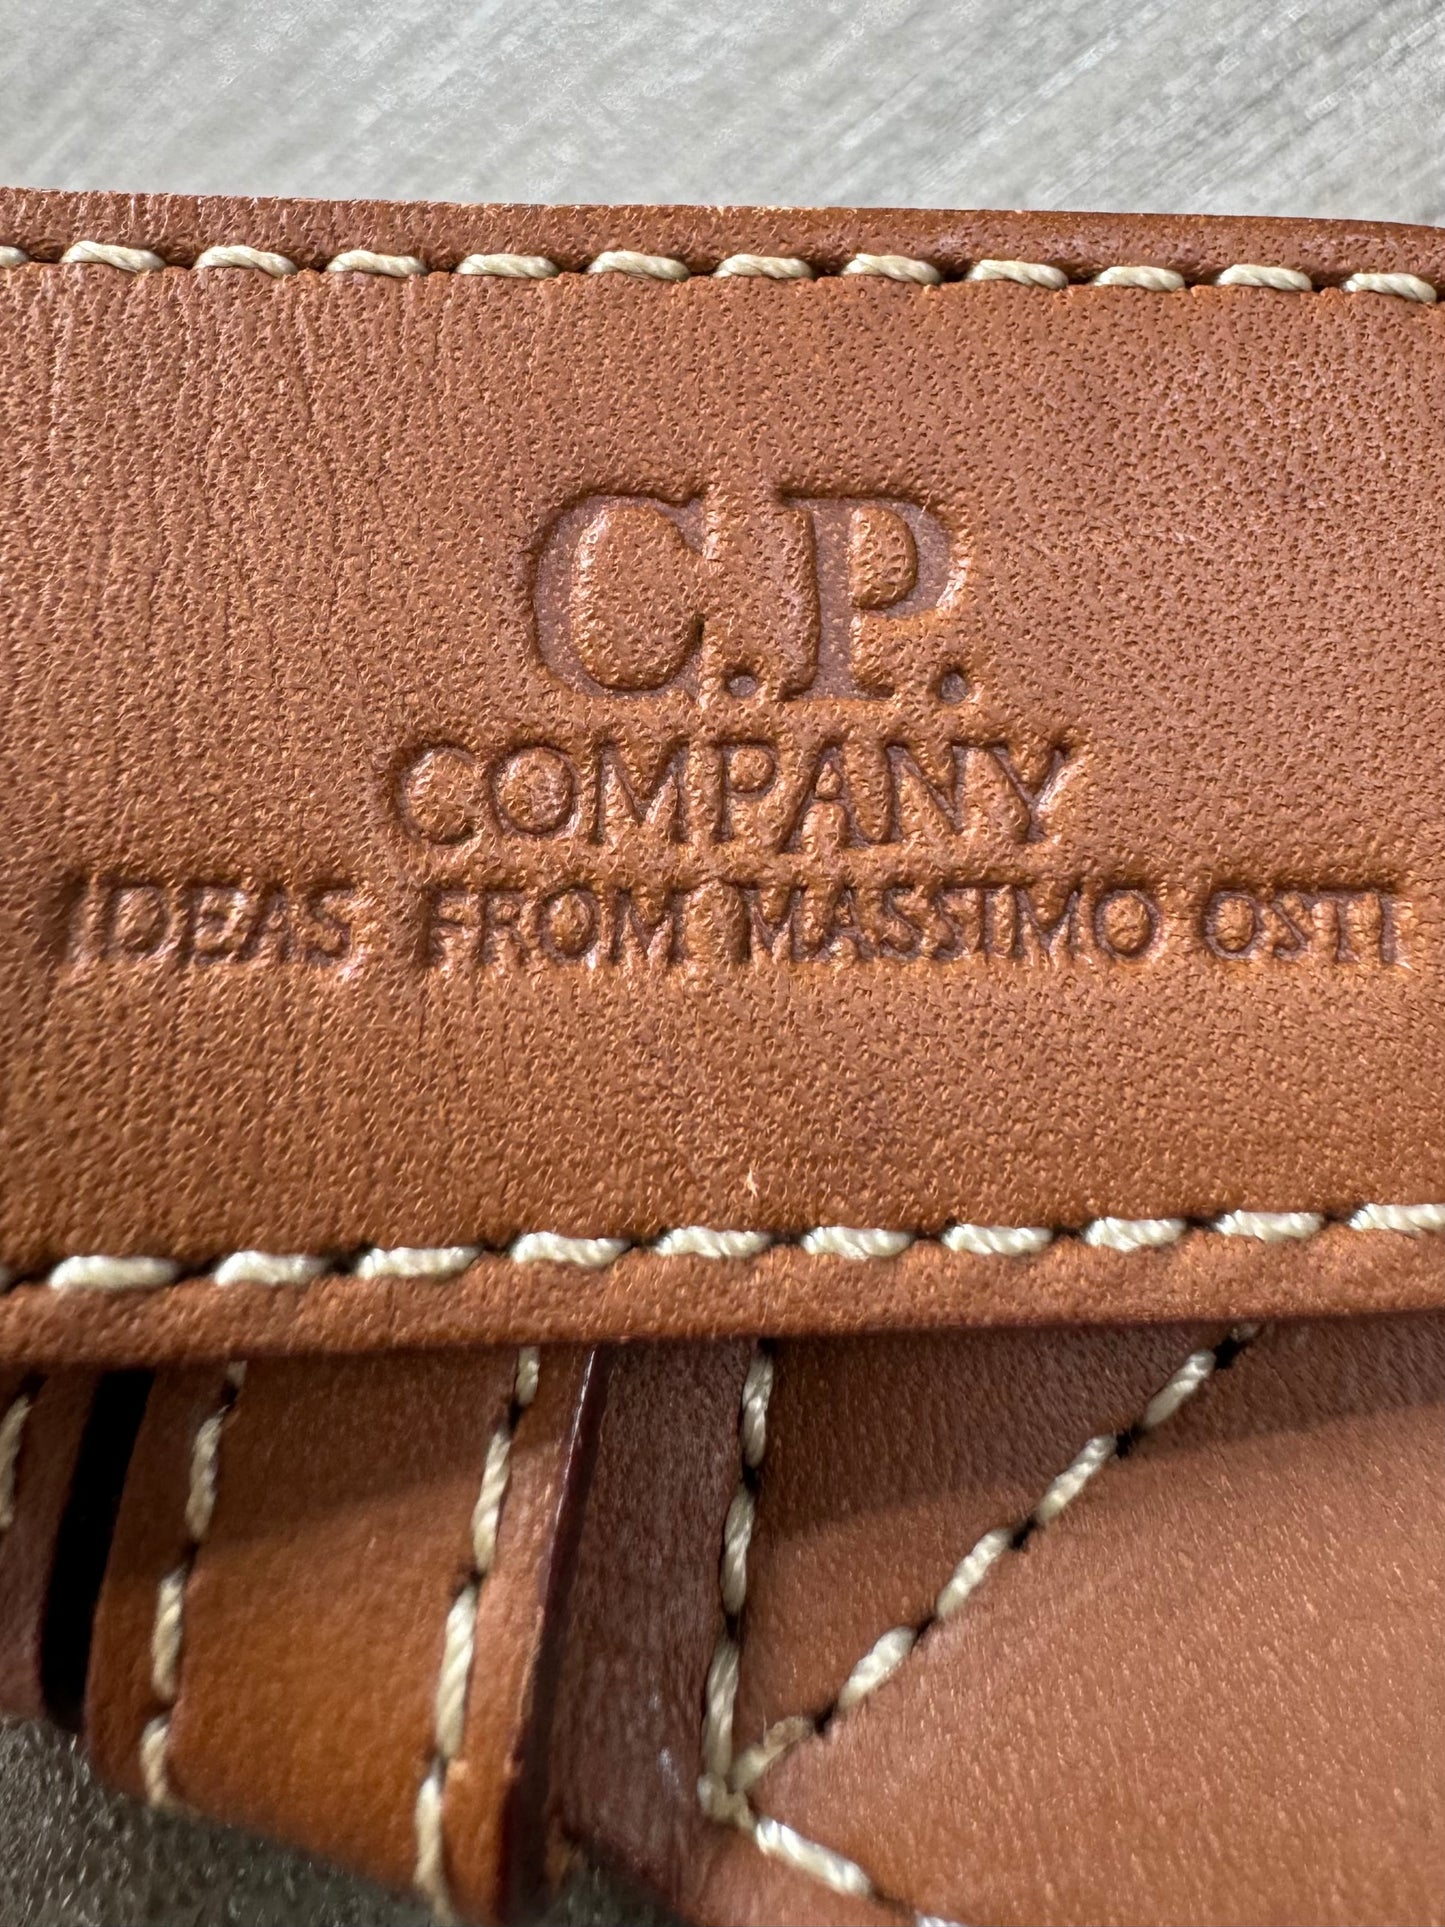 C.P.
COMPANY
IDEAS FROM MASSIMO OSTI